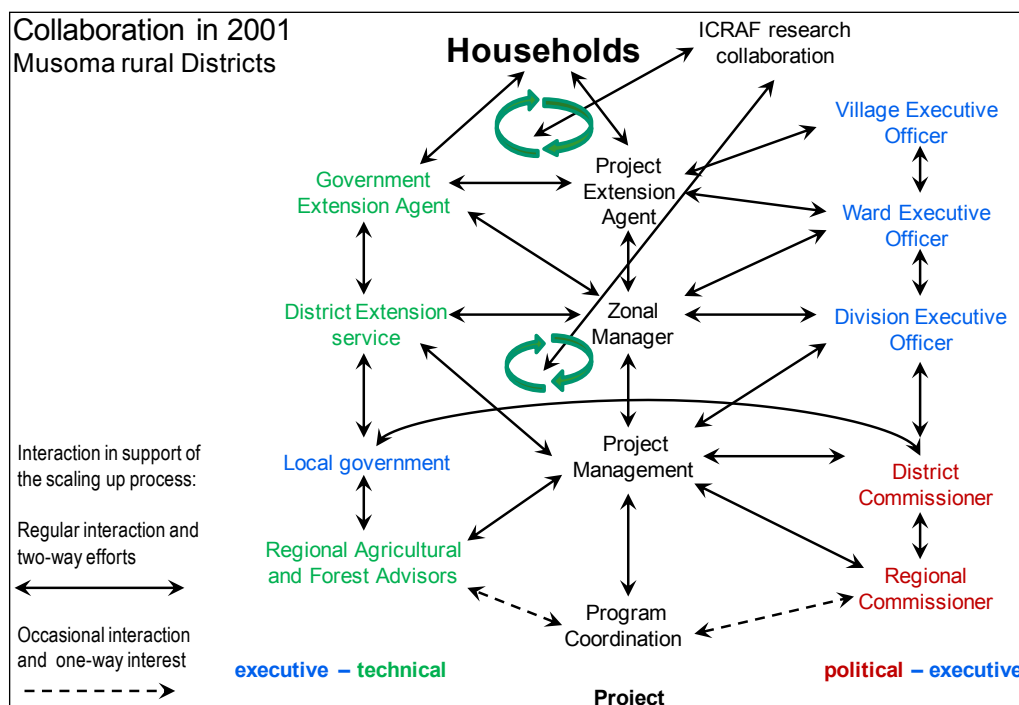 Collaboration in 2001
Musoma rural Districts
Households
ICRAF research
collaboration
Village Executive
Officer
Government
Extension Agent
Project
Extension
Agent
Ward Executive
Officer
District Extension
service
Zonal
Manager
Division Executive
Officer
Interaction in support of
the scaling up process:
Local government
Project
Management
District
Commissioner
Regular interaction and
two-way efforts
Regional Agricultural
and Forest Advisors
Regional
Commissioner
Program
Coordination
Occasional interaction
and one-way interest
executive – technical
political – executive
Project